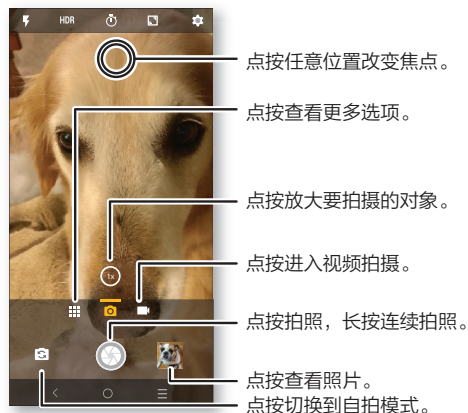 HDR
点按任意位置改变焦点。
点按查看更多选项。
点按放大要拍摄的对象。
1x
点按进入视频拍摄。
点按拍照，长按连续拍照。
点按查看照片。
点按切换到自拍模式。